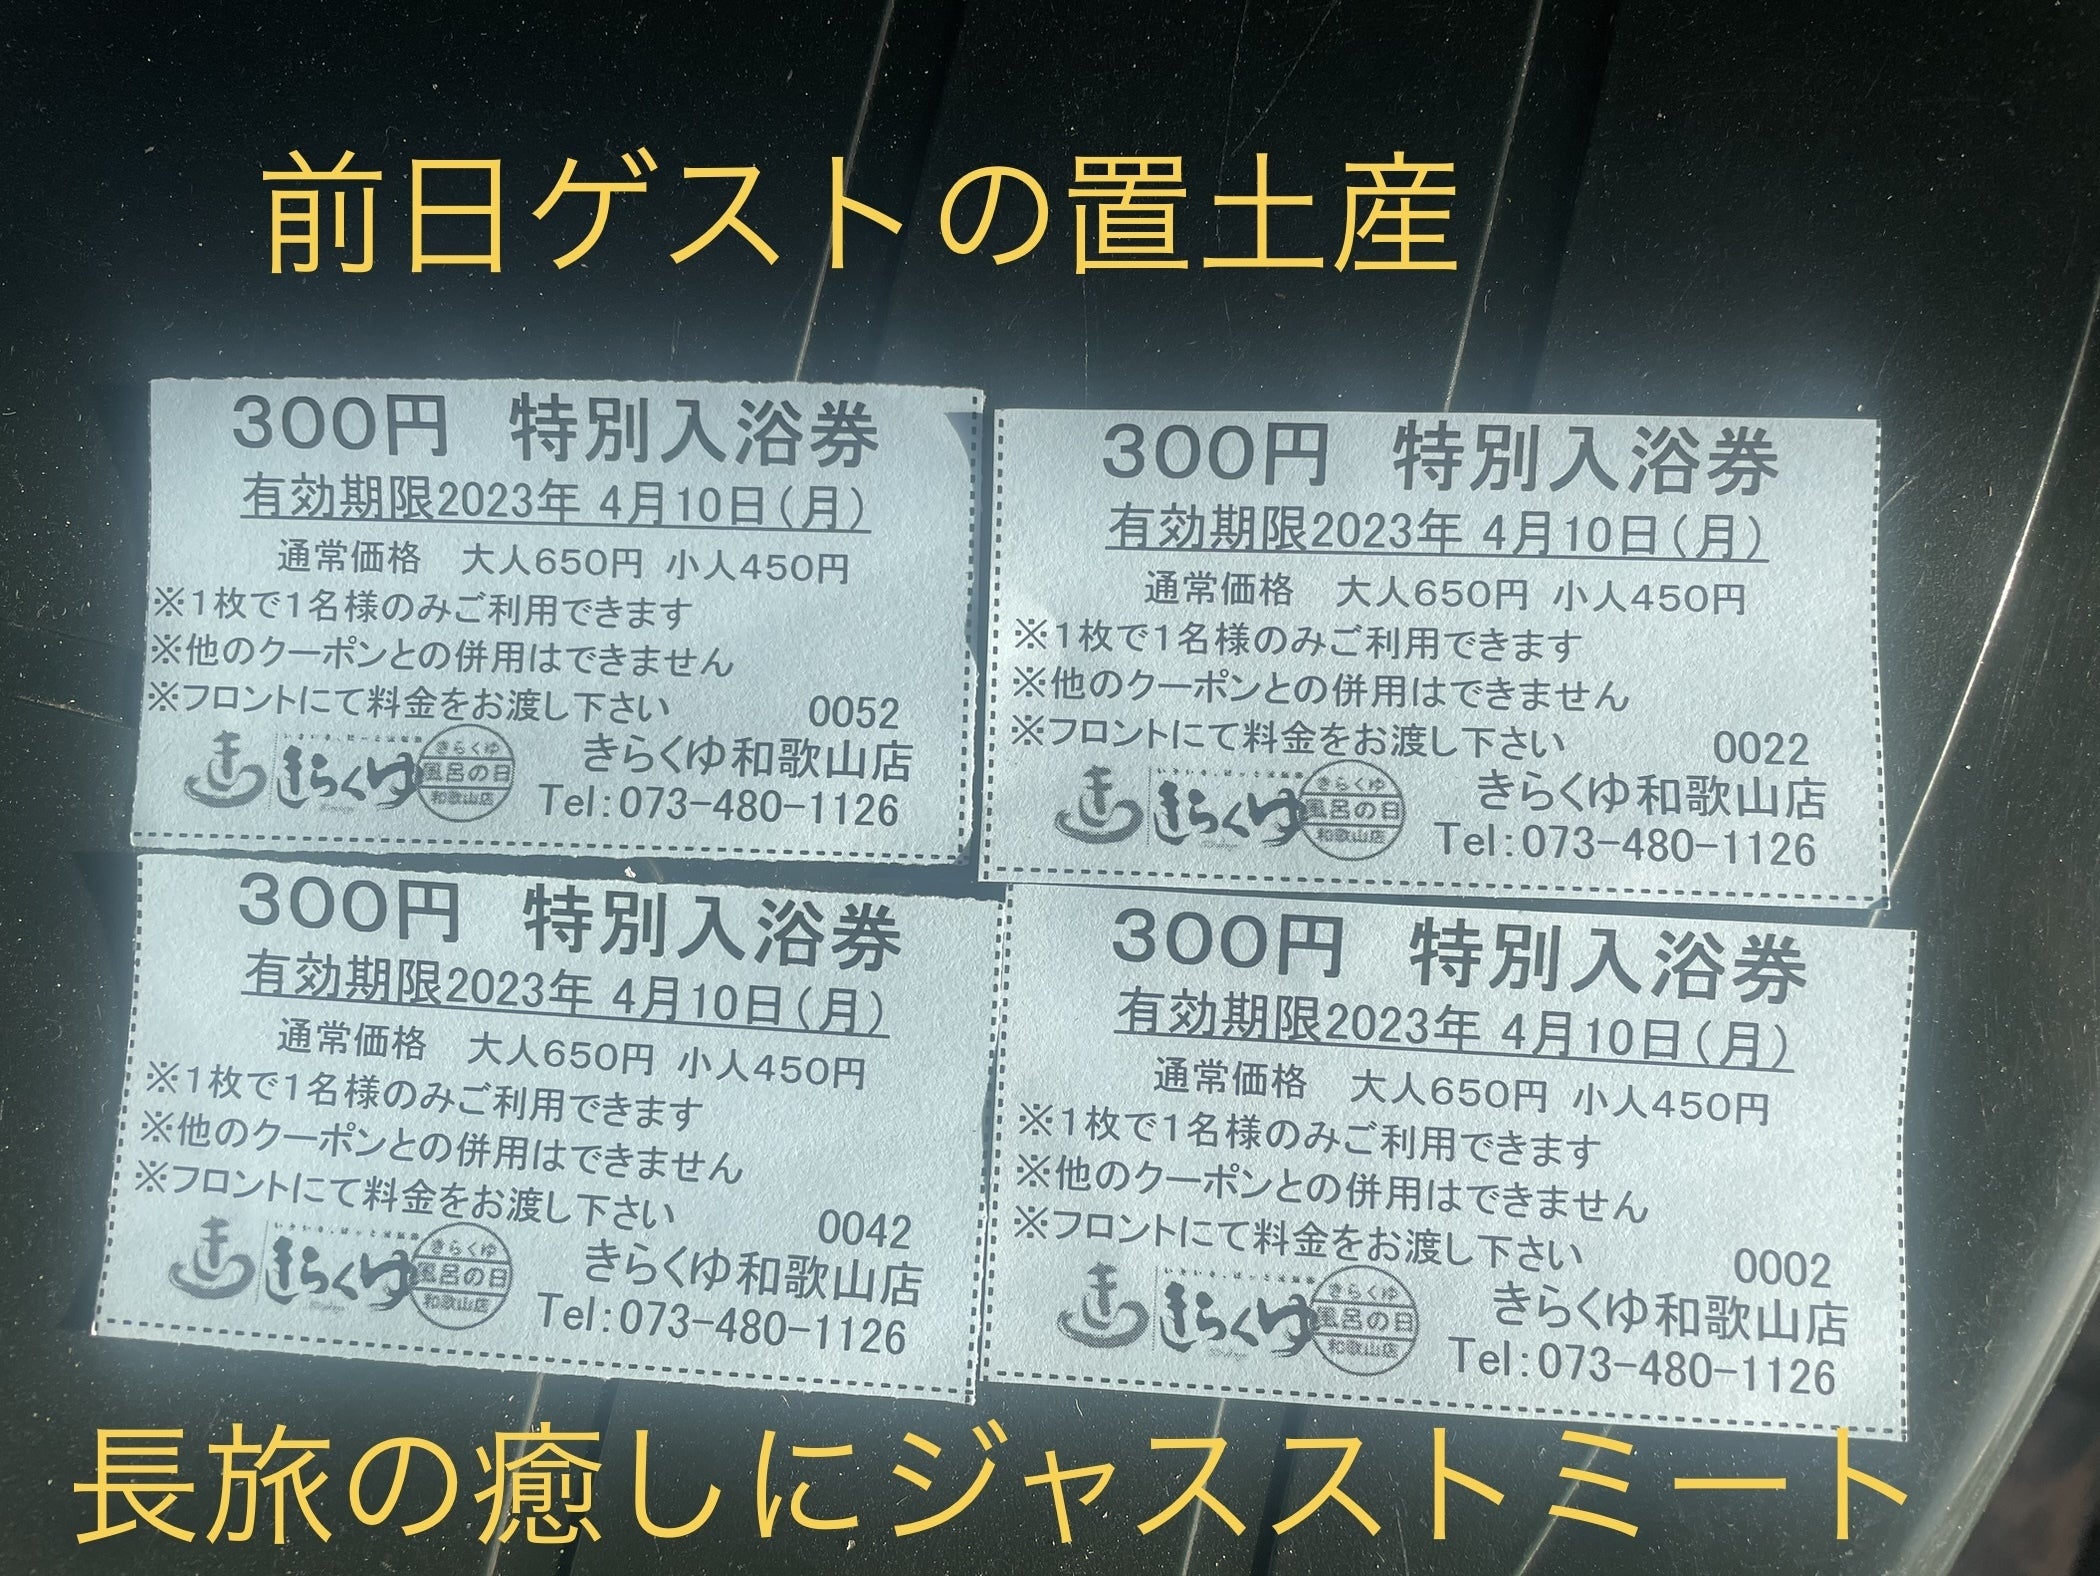 前日ゲストの置土産
300円 特別入浴券
有効期限2023年 4月10日(月)
通常価格 大人650円 小人450円
※1枚で1名様のみご利用できます
※他のクーポンとの併用はできません
※フロントにて料金をお渡し下さい 0052
きらくゆ
きらくゆ
風呂の日
和歌山店
きらくゆ和歌山店
Tel:073-480-1126
300円 特別入浴券
有効期限2023年 4月10日(月)
通常価格 大人650円 小人450円
※1枚で1名様のみご利用できます
※他のクーポンとの併用はできません
※フロントにて料金をお渡し下さい 0022
きらくゆ
きらくゆ
風呂の日
和歌山店
きらくゆ和歌山店
Tel:073-480-1126
300円 特別入浴券
有効期限2023年 4月10日(月)
通常価格 大人650円 小人450円
※1枚で1名様のみご利用できます
※他のクーポンとの併用はできません
※フロントにて料金をお渡し下さい 0042
きらくゆ
きらくゆ
風呂の日
和歌山店
きらくゆ和歌山店
Tel:073-480-1126
300円 特別入浴券
有効期限2023年 4月10日(月)
通常価格 大人650円 小人450円
※1枚で1名様のみご利用できます
※他のクーポンとの併用はできません
※フロントにて料金をお渡し下さい 0002
きらくゆ
きらくゆ
風呂の日
和歌山店
きらくゆ和歌山店
Tel:073-480-1126
長旅の癒しにジャスストミート